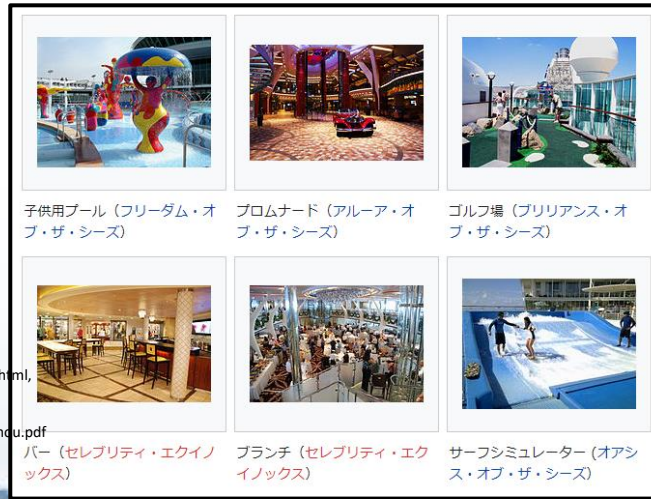 子供用プール（フリーダム・オ
ブ・ザ・シーズ）
プロムナード（アルーア・オ
ブ・ザ・シーズ）
ゴルフ場（ブリリアンス・オ
ブ・ザ・シーズ）
html,
hou.pdf
バー（セレブリティ・エクイノ
ックス）
ブランチ（セレブリティ・エク
イノックス）
サーフシミュレーター (オアシ
ス・オブ・ザ・シーズ）